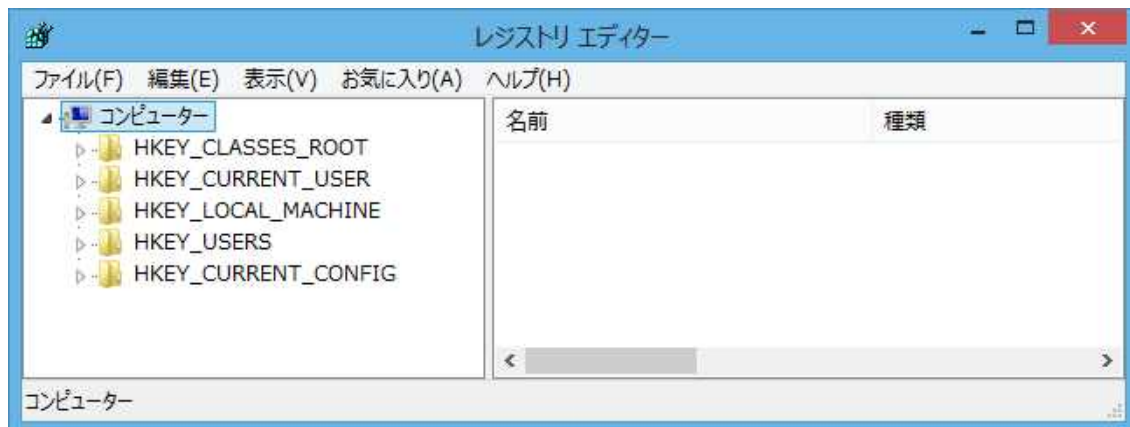 レジストリ エディター
ファイル(F) 編集(E) 表示(V) お気に入り(A) ヘルプ(H)
コンピューター
HKEY_CLASSES_ROOT
HKEY_CURRENT_USER
HKEY_LOCAL_MACHINE
HKEY_USERS
HKEY_CURRENT_CONFIG
名前 種類
コンピューター